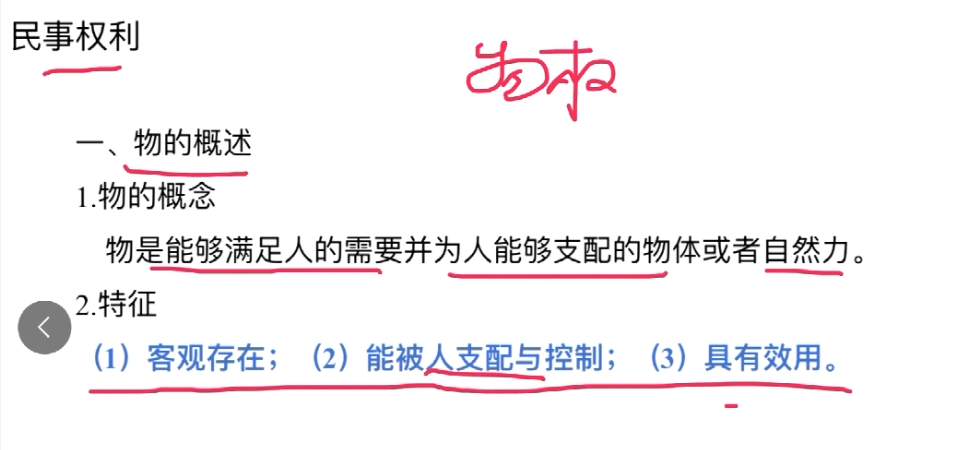 民事权利
物权
一、物的概述
1.物的概念
物是能够满足人的需要并为人能够支配的物体或者自然力。
2.特征
（1）客观存在；（2）能被人支配与控制；（3）具有效用。